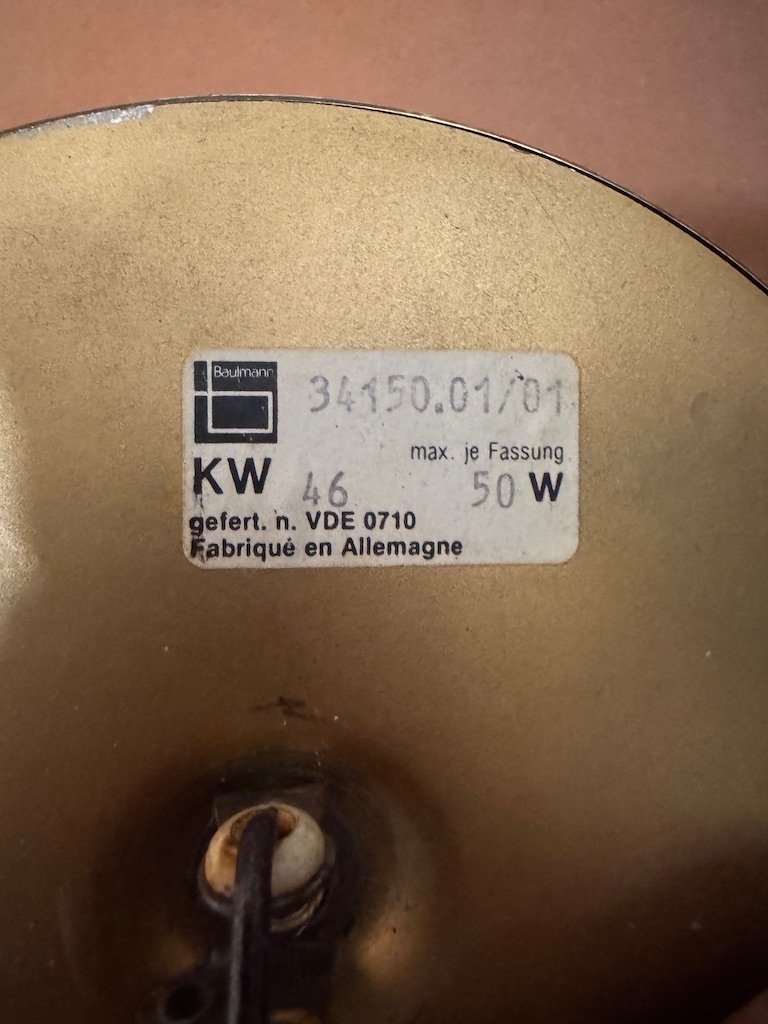 Baulmann
34150.01/01
max. je Fassung
KW 46 50 W
gefert. n. VDE 0710
Fabriqué en Allemagne